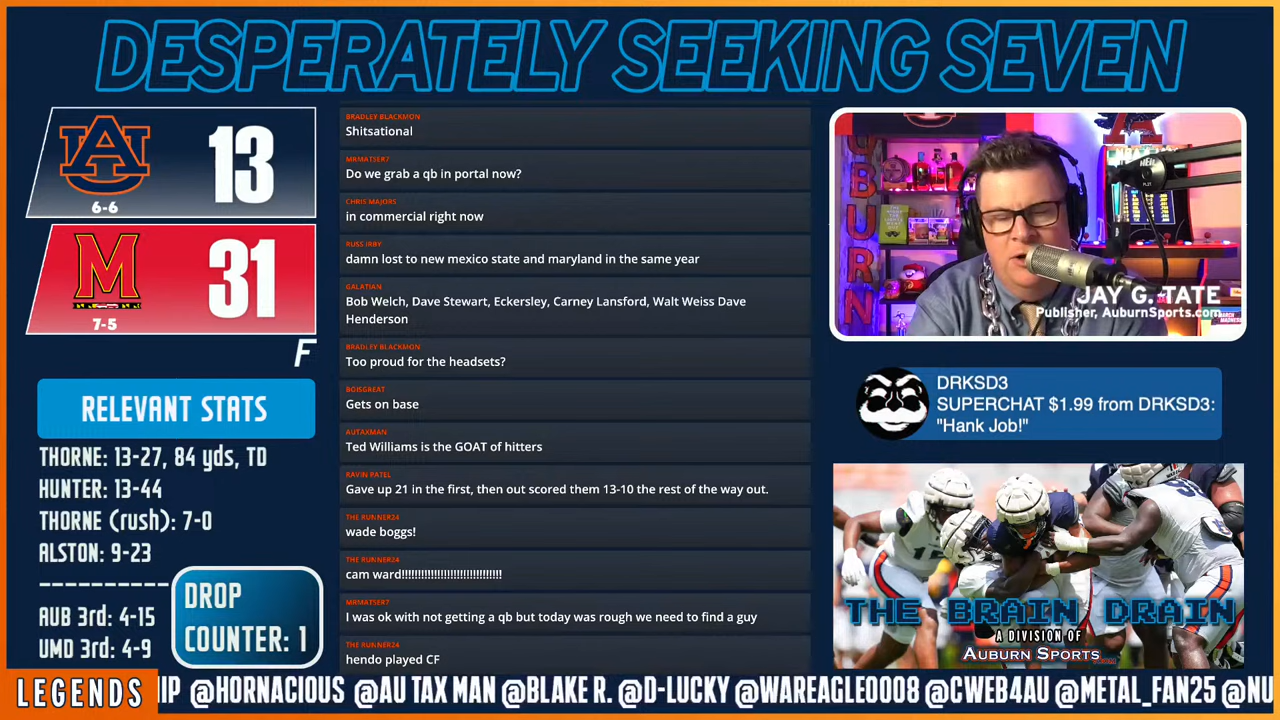 DESPERATELY SEEKING SEVEN
13
6-6
31
7-5
F
RELEVANT STATS
THORNE: 13-27, 84 yds, TD
HUNTER: 13-44
THORNE (rush): 7-0
ALSTON: 9-23
----------
AUB 3rd: 4-15
UMD 3rd: 4-9
DROP
COUNTER: 1
BRADLEY BLACKMON
Shitsational
MRMATSER7
Do we grab a qb in portal now?
CHRIS MAJORS
in commercial right now
RUSS IRBY
damn lost to new mexico state and maryland in the same year
GALATIAN
Bob Welch, Dave Stewart, Eckersley, Carney Lansford, Walt Weiss Dave
Henderson
BRADLEY BLACKMON
Too proud for the headsets?
BOISGREAT
Gets on base
AUTAXMAN
Ted Williams is the GOAT of hitters
RAVIN PATEL
Gave up 21 in the first, then out scored them 13-10 the rest of the way out.
THE RUNNER24
wade boggs!
THE RUNNER24
cam ward!!!!!!!!!!!!!!!!!!!!!!!!!!!!!!!
MRMATSER7
I was ok with not getting a qb but today was rough we need to find a guy
THE RUNNER24
hendo played CF
JAY G. TATE
Publisher, AuburnSports.com
DRKSD3
SUPERCHAT $1.99 from DRKSD3:
"Hank Job!"
THE BRAIN DRAIN
A DIVISION OF
AUBURN SPORTS.COM
LEGENDS
IP @HORNACIOUS @AU TAX MAN @BLAKE R. @D-LUCKY @WAREAGLE0008 @CWEB4AU @METAL_FAN25 @NU